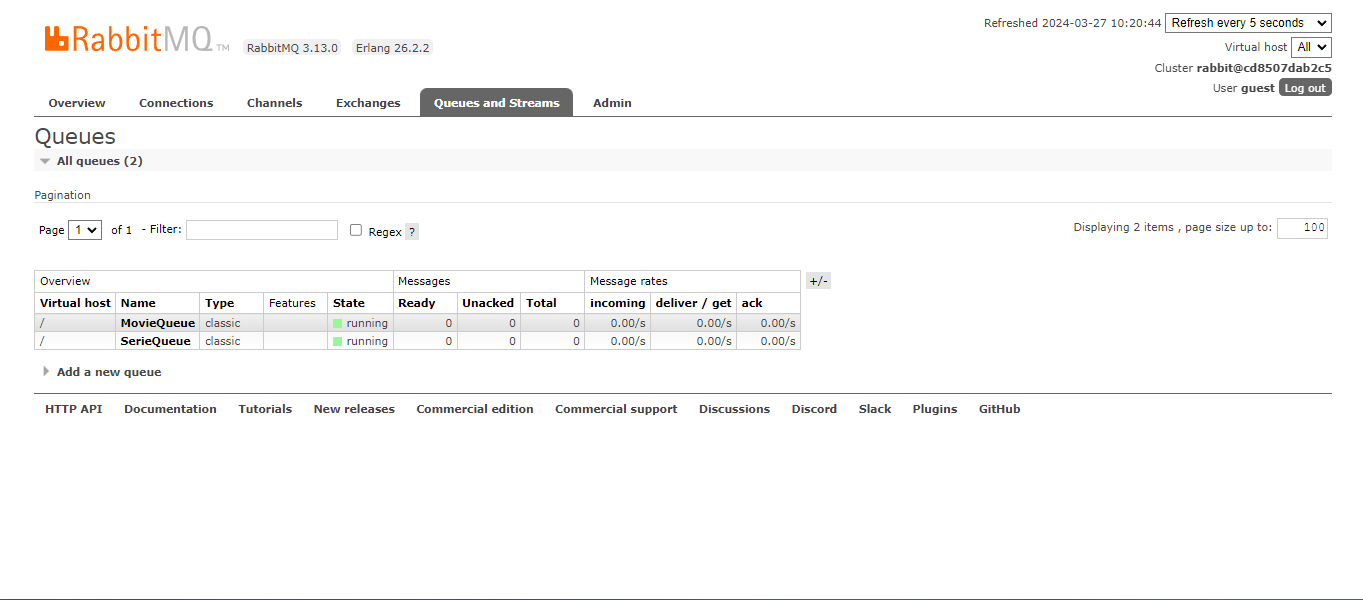 Refreshed 2024-03-27 10:20:44 Refresh every 5 seconds
RabbitMQ TM RabbitMQ 3.13.0 Erlang 26.2.2
Virtual host All
Cluster rabbit@cd8507dab2c5
User guest Log out
Overview Connections Channels Exchanges Queues and Streams Admin
Queues
All queues (2)
Pagination
Page 1 of 1 - Filter: Regex ? Displaying 2 items , page size up to: 100
Overview Messages Message rates +/-
Virtual host Name Type Features State Ready Unacked Total incoming deliver / get ack
/ MovieQueue classic running 0 0 0 0.00/s 0.00/s 0.00/s
/ SerieQueue classic running 0 0 0 0.00/s 0.00/s 0.00/s
Add a new queue
HTTP API Documentation Tutorials New releases Commercial edition Commercial support Discussions Discord Slack Plugins GitHub